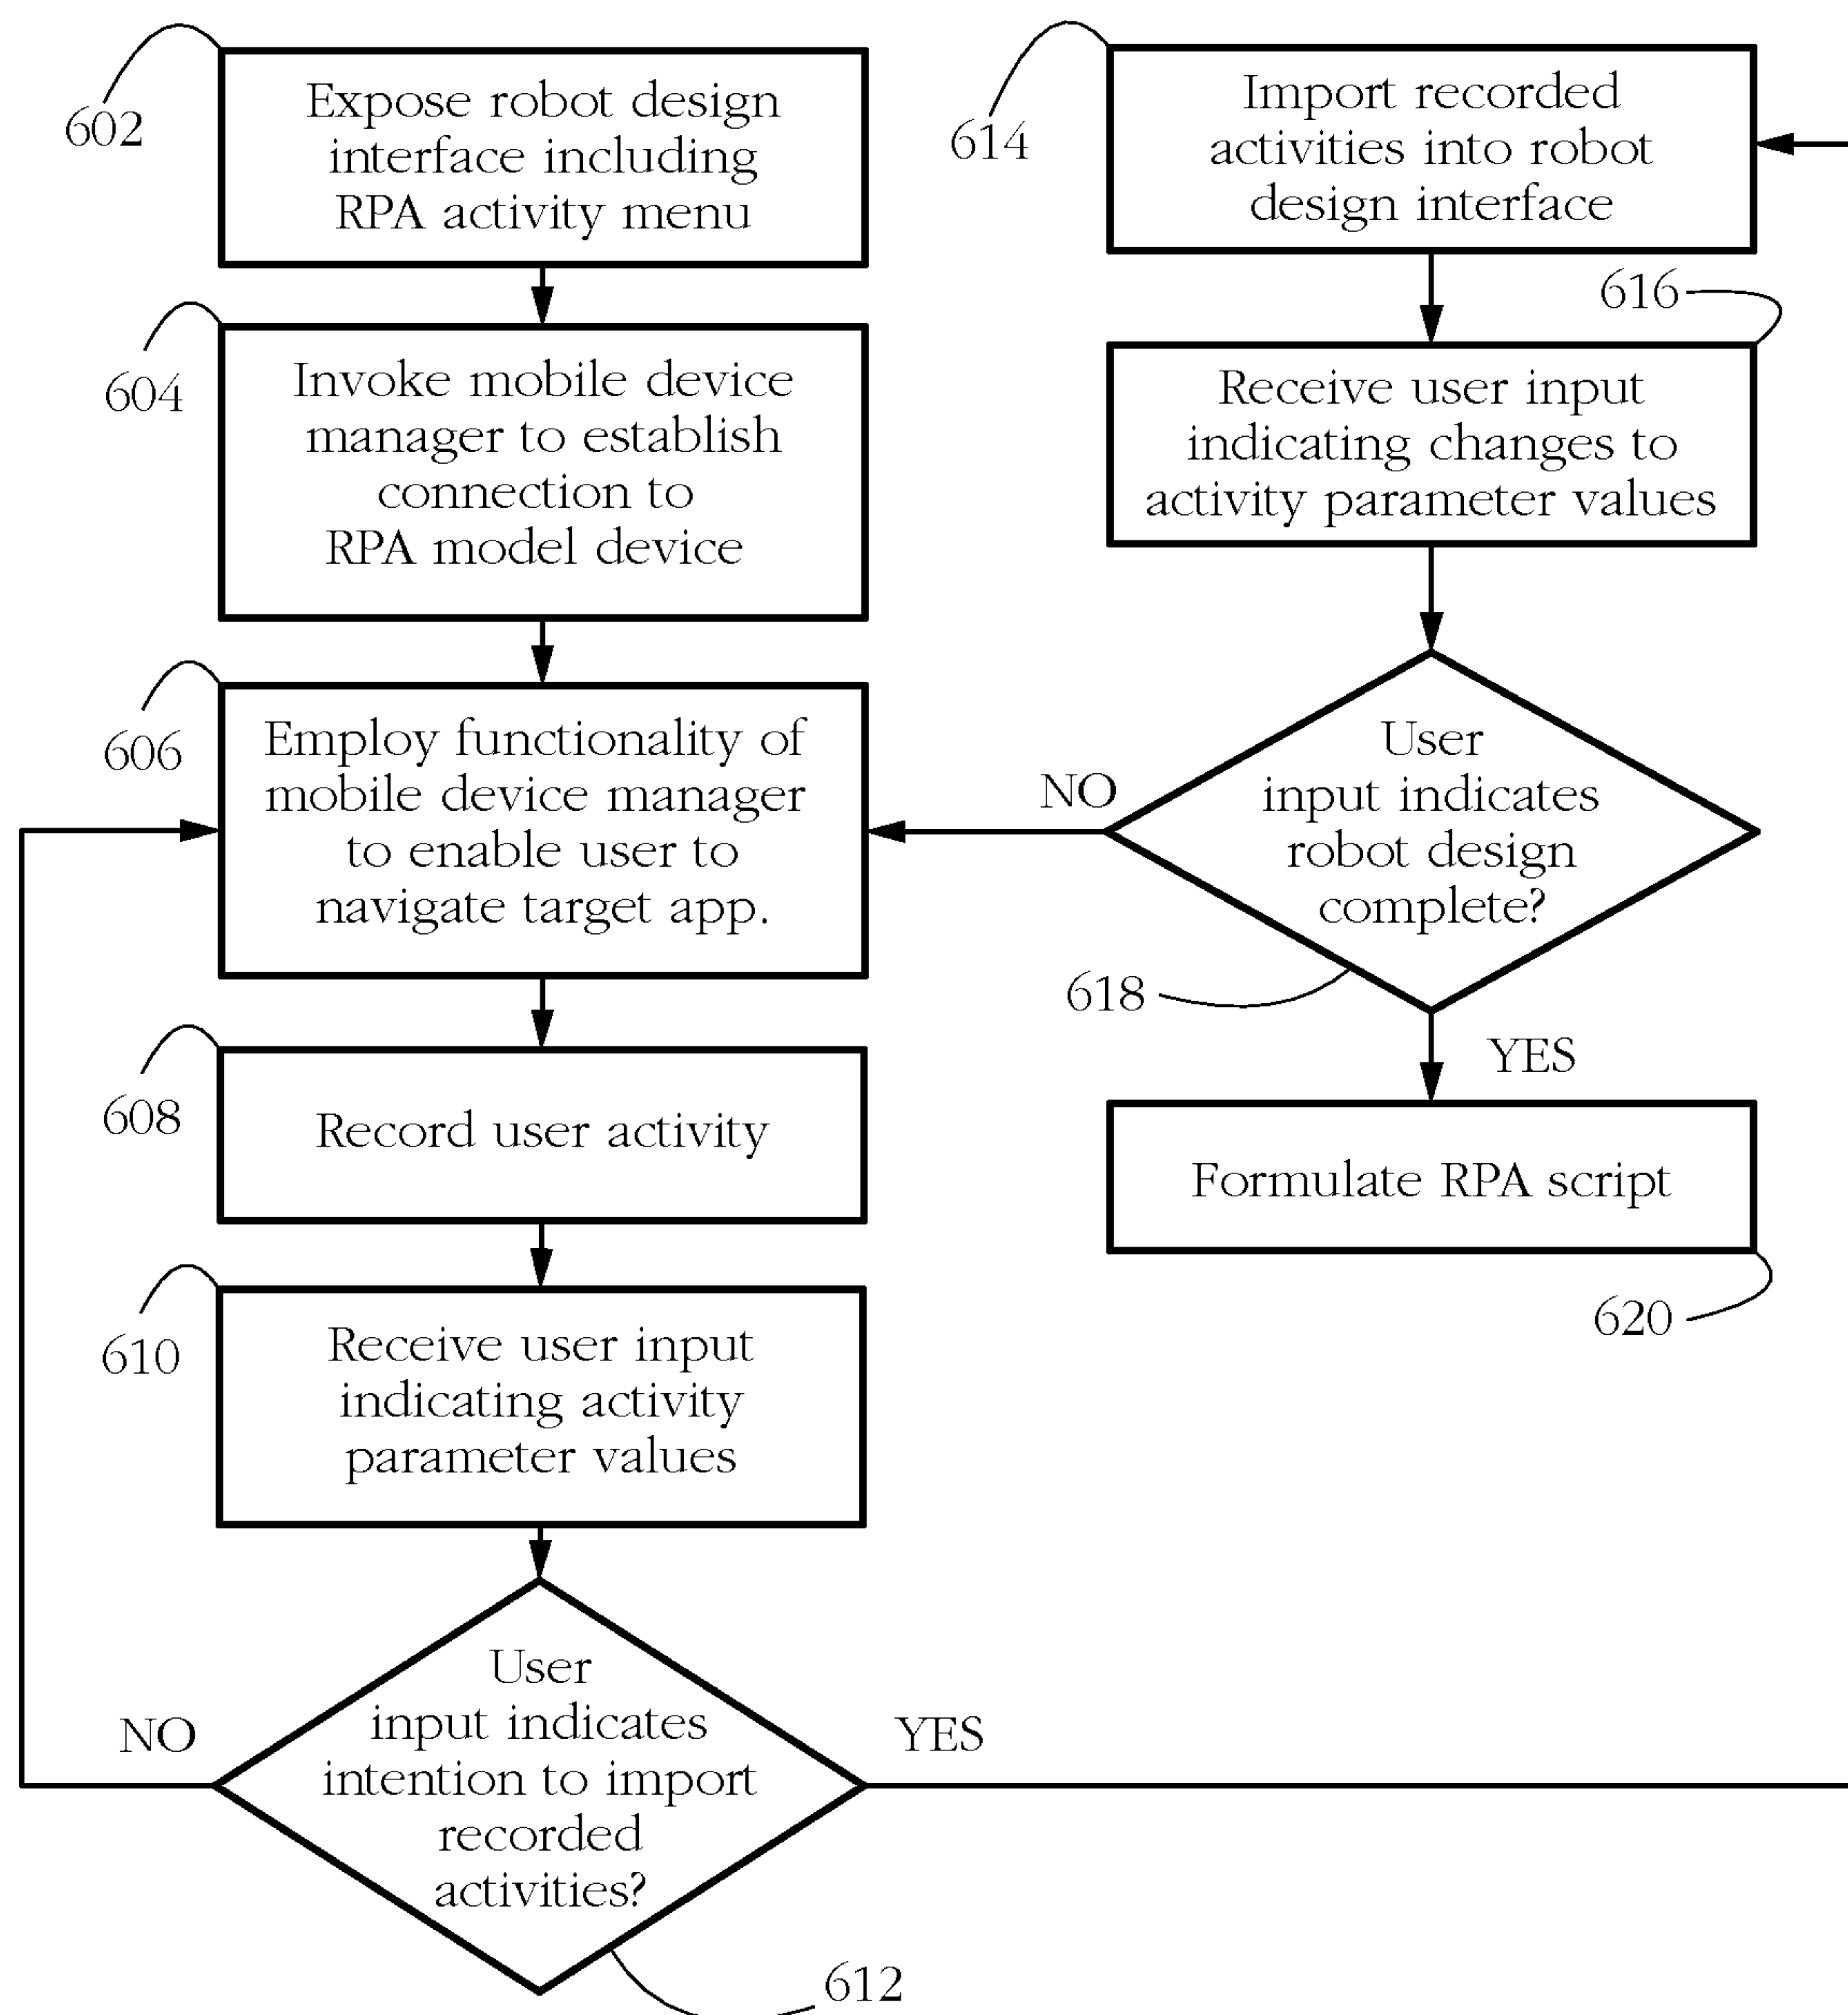 602
Expose robot design
interface including
RPA activity menu
604
Invoke mobile device
manager to establish
connection to
RPA model device
606
Employ functionality of
mobile device manager
to enable user to
navigate target app.
608
Record user activity
610
Receive user input
indicating activity
parameter values
NO
User
input indicates
intention to import
recorded
activities?
YES
612
614
Import recorded
activities into robot
design interface
616
Receive user input
indicating changes to
activity parameter values
NO
User
input indicates
robot design
complete?
618
YES
Formulate RPA script
620